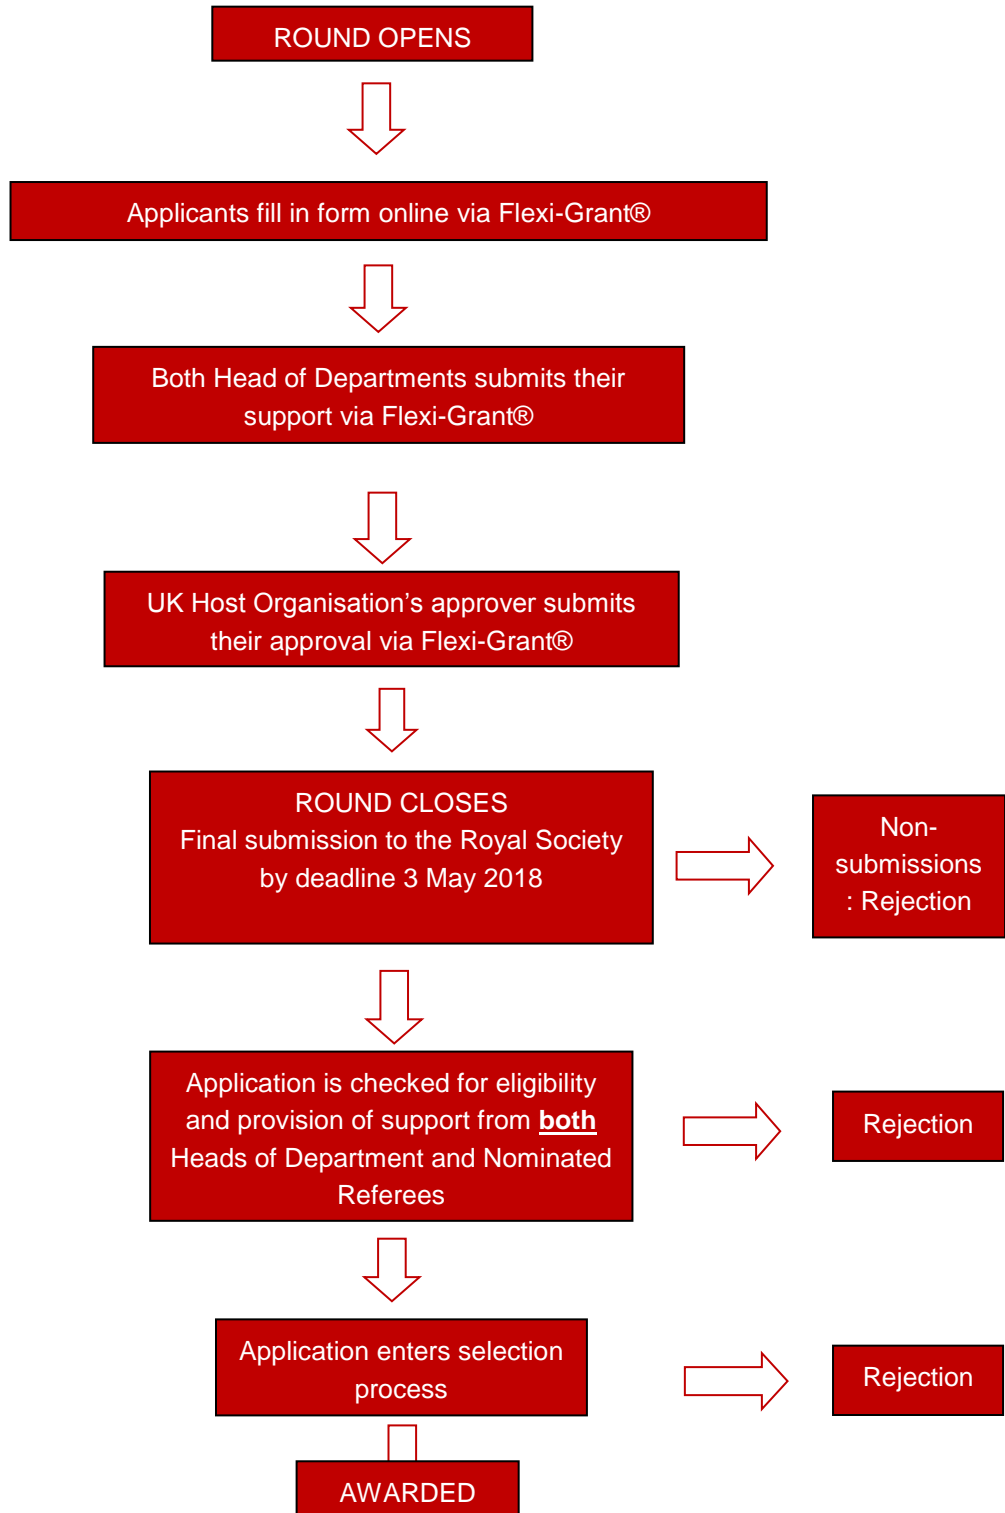 ROUND OPENS
Applicants fill in form online via Flexi-Grant®
Both Head of Departments submits their
support via Flexi-Grant®
UK Host Organisation’s approver submits
their approval via Flexi-Grant®
ROUND CLOSES
Final submission to the Royal Society
by deadline 3 May 2018
Non-
submissions
: Rejection
Application is checked for eligibility
and provision of support from both
Heads of Department and Nominated
Referees
Rejection
Application enters selection
process
Rejection
AWARDED